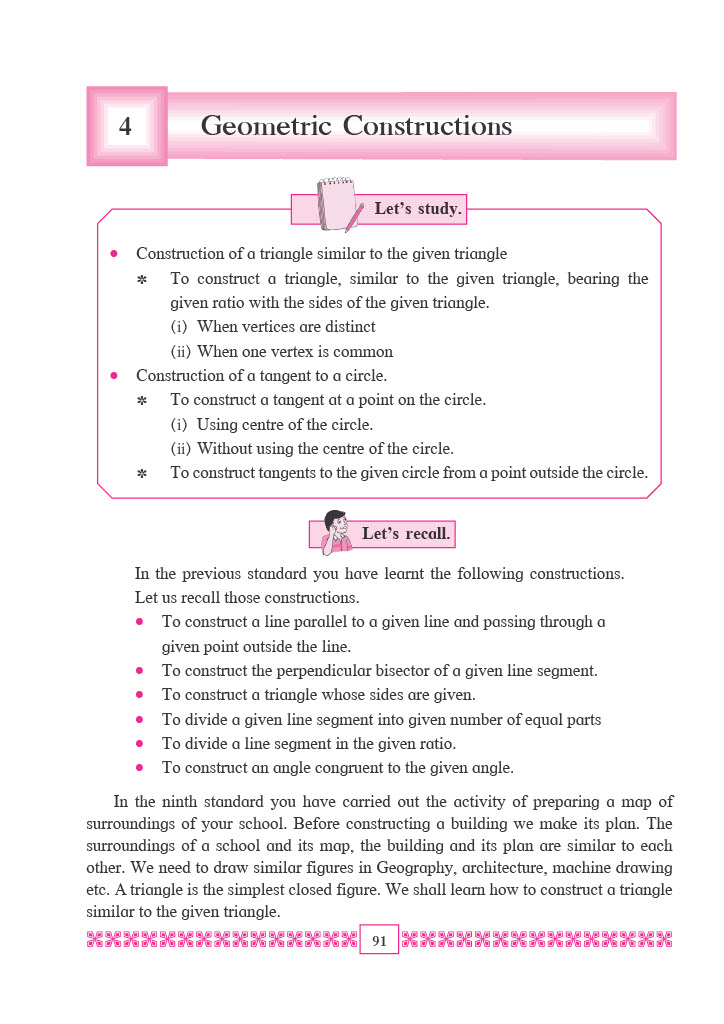 4
Geometric Constructions
Let's study.
● Construction of a triangle similar to the given triangle
✲ To construct a triangle, similar to the given triangle, bearing the
given ratio with the sides of the given triangle.
(i) When vertices are distinct
(ii) When one vertex is common
● Construction of a tangent to a circle.
✲ To construct a tangent at a point on the circle.
(i) Using centre of the circle.
(ii) Without using the centre of the circle.
✲ To construct tangents to the given circle from a point outside the circle.
Let's recall.
In the previous standard you have learnt the following constructions.
Let us recall those constructions.
● To construct a line parallel to a given line and passing through a
given point outside the line.
● To construct the perpendicular bisector of a given line segment.
● To construct a triangle whose sides are given.
● To divide a given line segment into given number of equal parts
● To divide a line segment in the given ratio.
● To construct an angle congruent to the given angle.
In the ninth standard you have carried out the activity of preparing a map of
surroundings of your school. Before constructing a building we make its plan. The
surroundings of a school and its map, the building and its plan are similar to each
other. We need to draw similar figures in Geography, architecture, machine drawing
etc. A triangle is the simplest closed figure. We shall learn how to construct a triangle
similar to the given triangle.
91